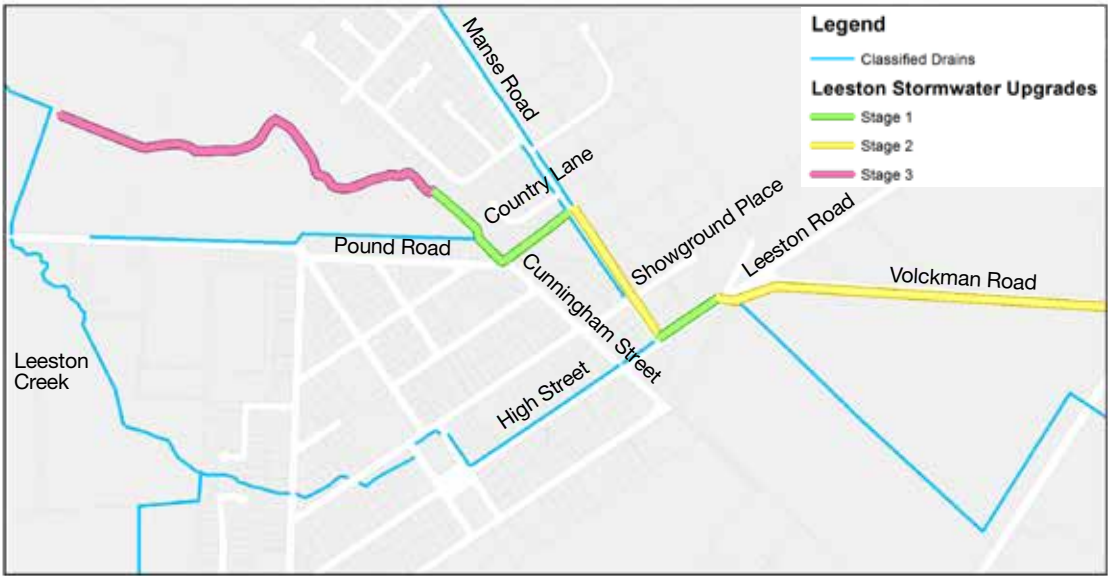 Legend
Classified Drains
Leeston Stormwater Upgrades
Stage 1
Stage 2
Stage 3
Manse Road
Country Lane
Showground Place
Leeston Road
Pound Road
Cunningham Street
Volckman Road
Leeston
Creek
High Street